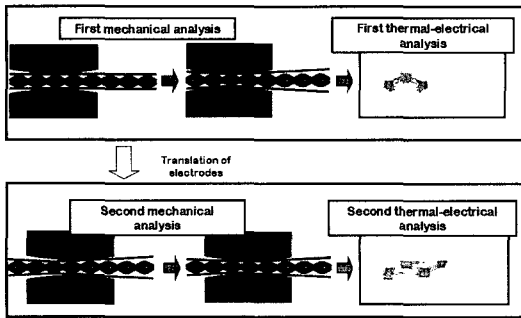 First mechanical analysis
First thermal-electrical
analysis
Translation of
electrodes
Second mechanical
analysis
Second thermal-electrical
analysis